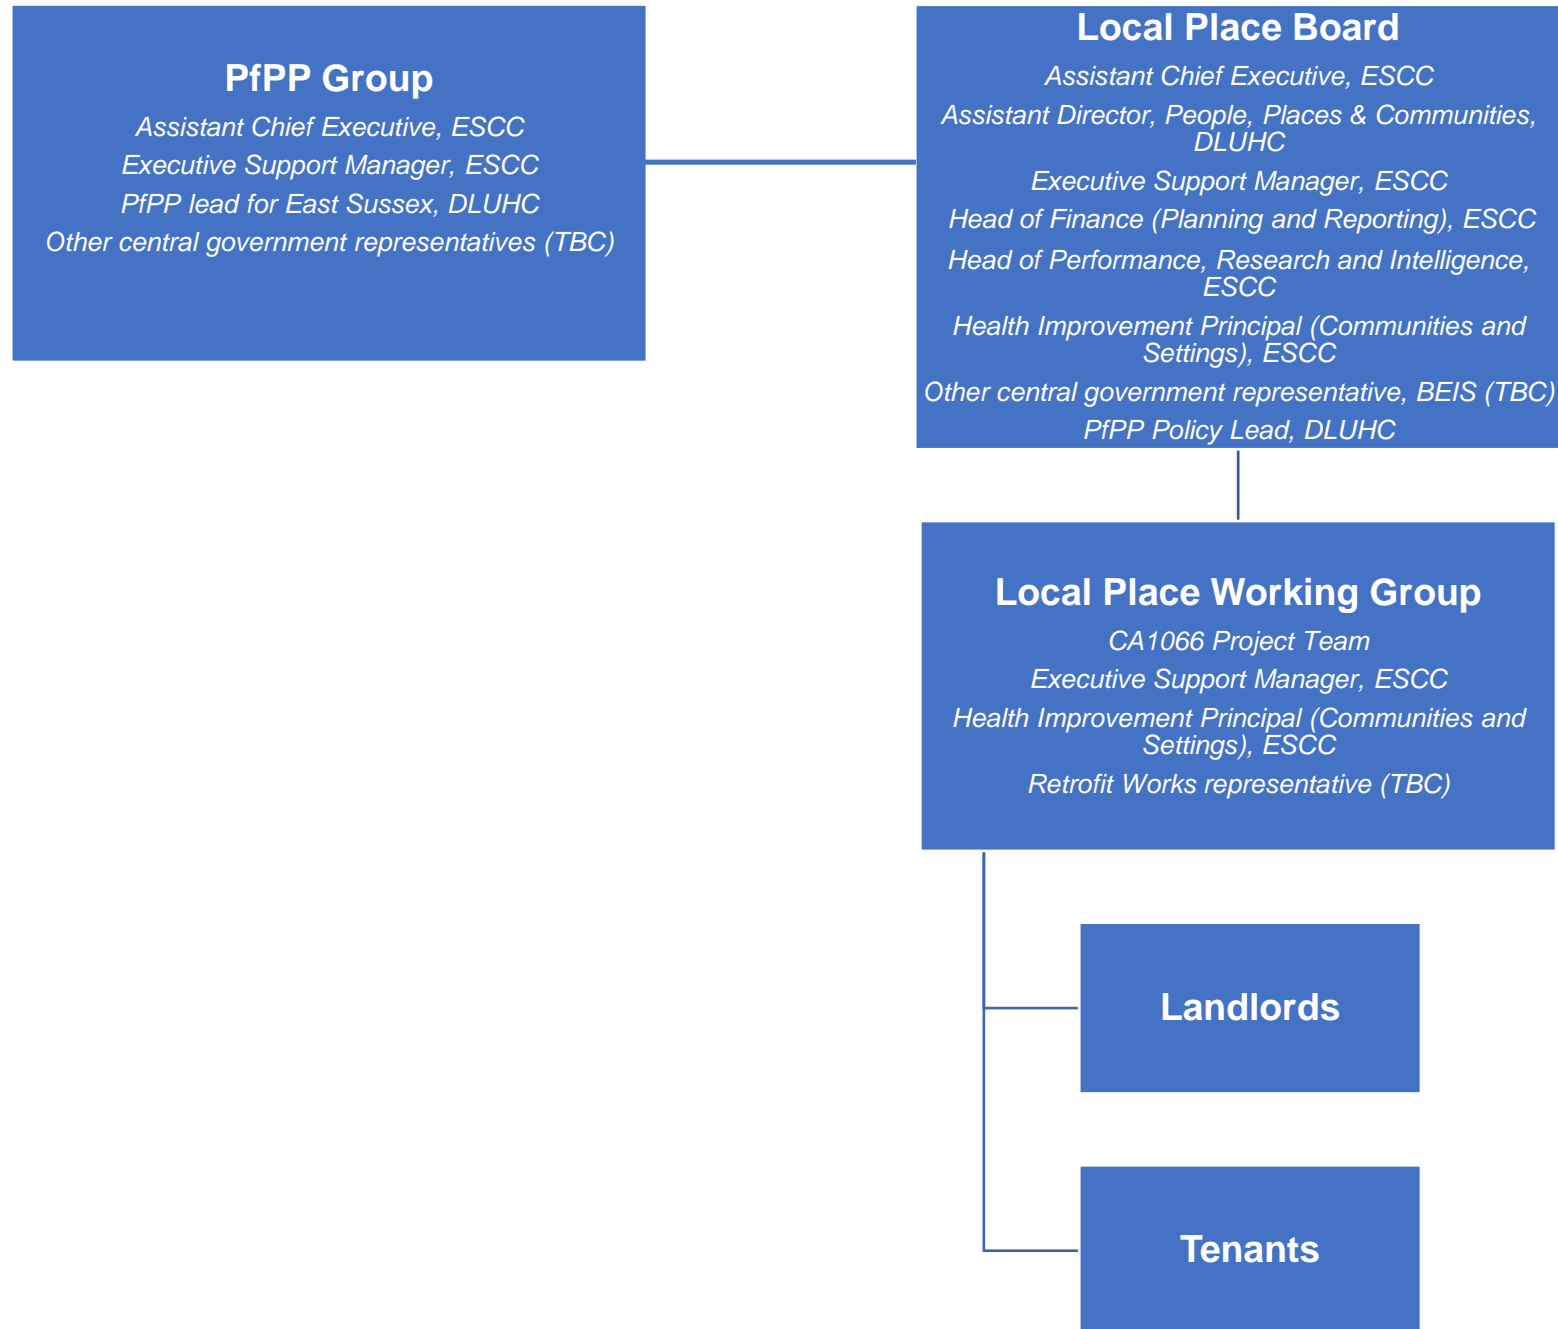 PfPP Group
Assistant Chief Executive, ESCC
Executive Support Manager, ESCC
PfPP lead for East Sussex, DLUHC
Other central government representatives (TBC)
Local Place Board
Assistant Chief Executive, ESCC
Assistant Director, People, Places & Communities,
DLUHC
Executive Support Manager, ESCC
Head of Finance (Planning and Reporting), ESCC
Head of Performance, Research and Intelligence,
ESCC
Health Improvement Principal (Communities and
Settings), ESCC
Other central government representative, BEIS (TBC)
PfPP Policy Lead, DLUHC
Local Place Working Group
CA1066 Project Team
Executive Support Manager, ESCC
Health Improvement Principal (Communities and
Settings), ESCC
Retrofit Works representative (TBC)
Landlords
Tenants